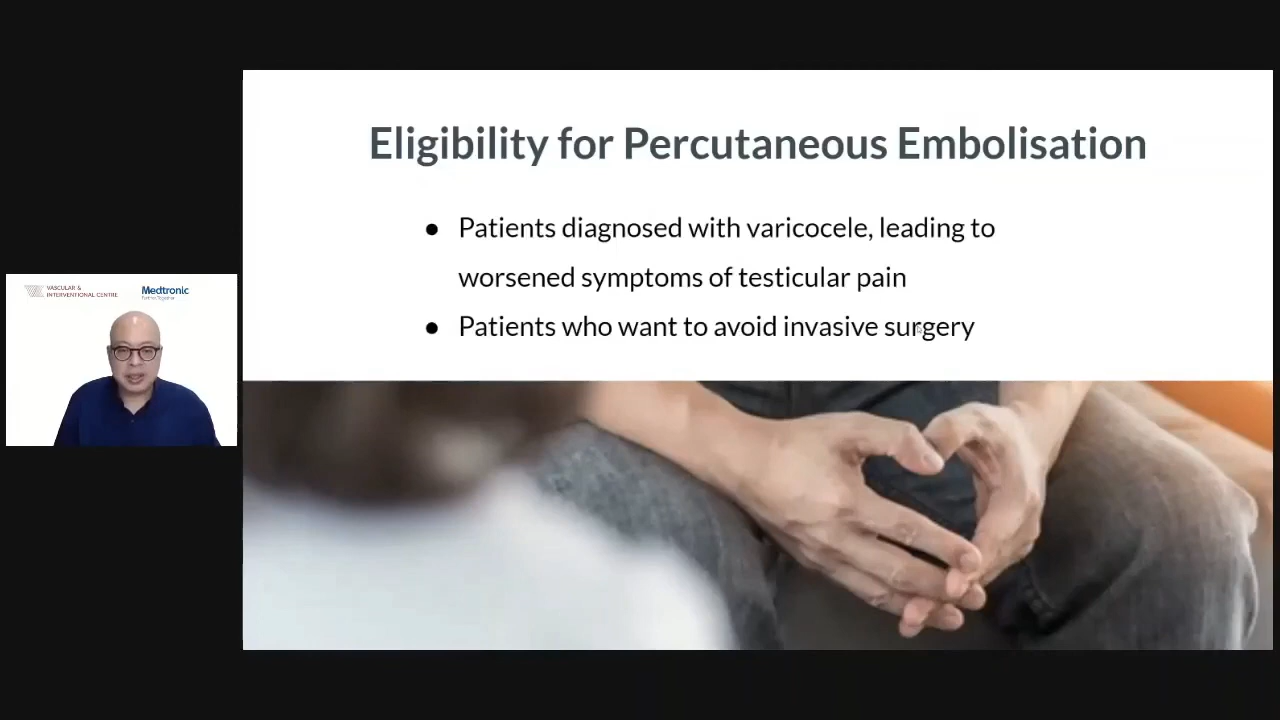 Eligibility for Percutaneous Embolisation
● Patients diagnosed with varicocele, leading to
worsened symptoms of testicular pain
● Patients who want to avoid invasive surgery
VASCULAR &
INTERVENTIONAL CENTRE
Medtronic